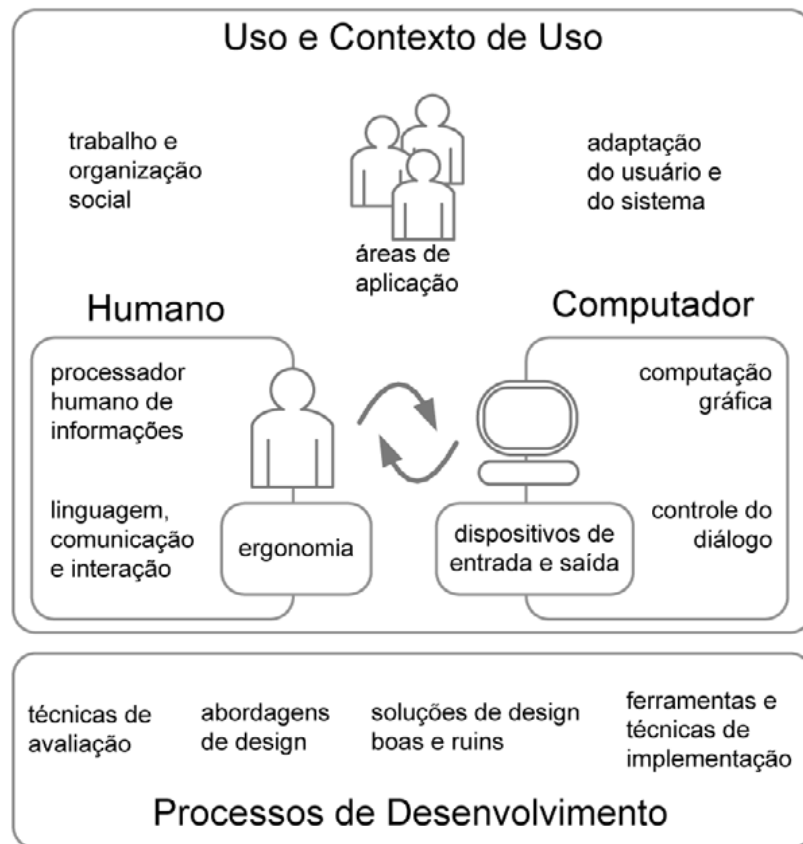 Uso e Contexto de Uso
trabalho e
organização
social
adaptação
do usuário e
do sistema
áreas de
aplicação
Humano
Computador
processador
humano de
informações
computação
gráfica
linguagem,
comunicação
e interação
ergonomia
dispositivos de
entrada e saída
controle do
diálogo
técnicas de
avaliação
abordagens
de design
soluções de design
boas e ruins
ferramentas e
técnicas de
implementação
Processos de Desenvolvimento